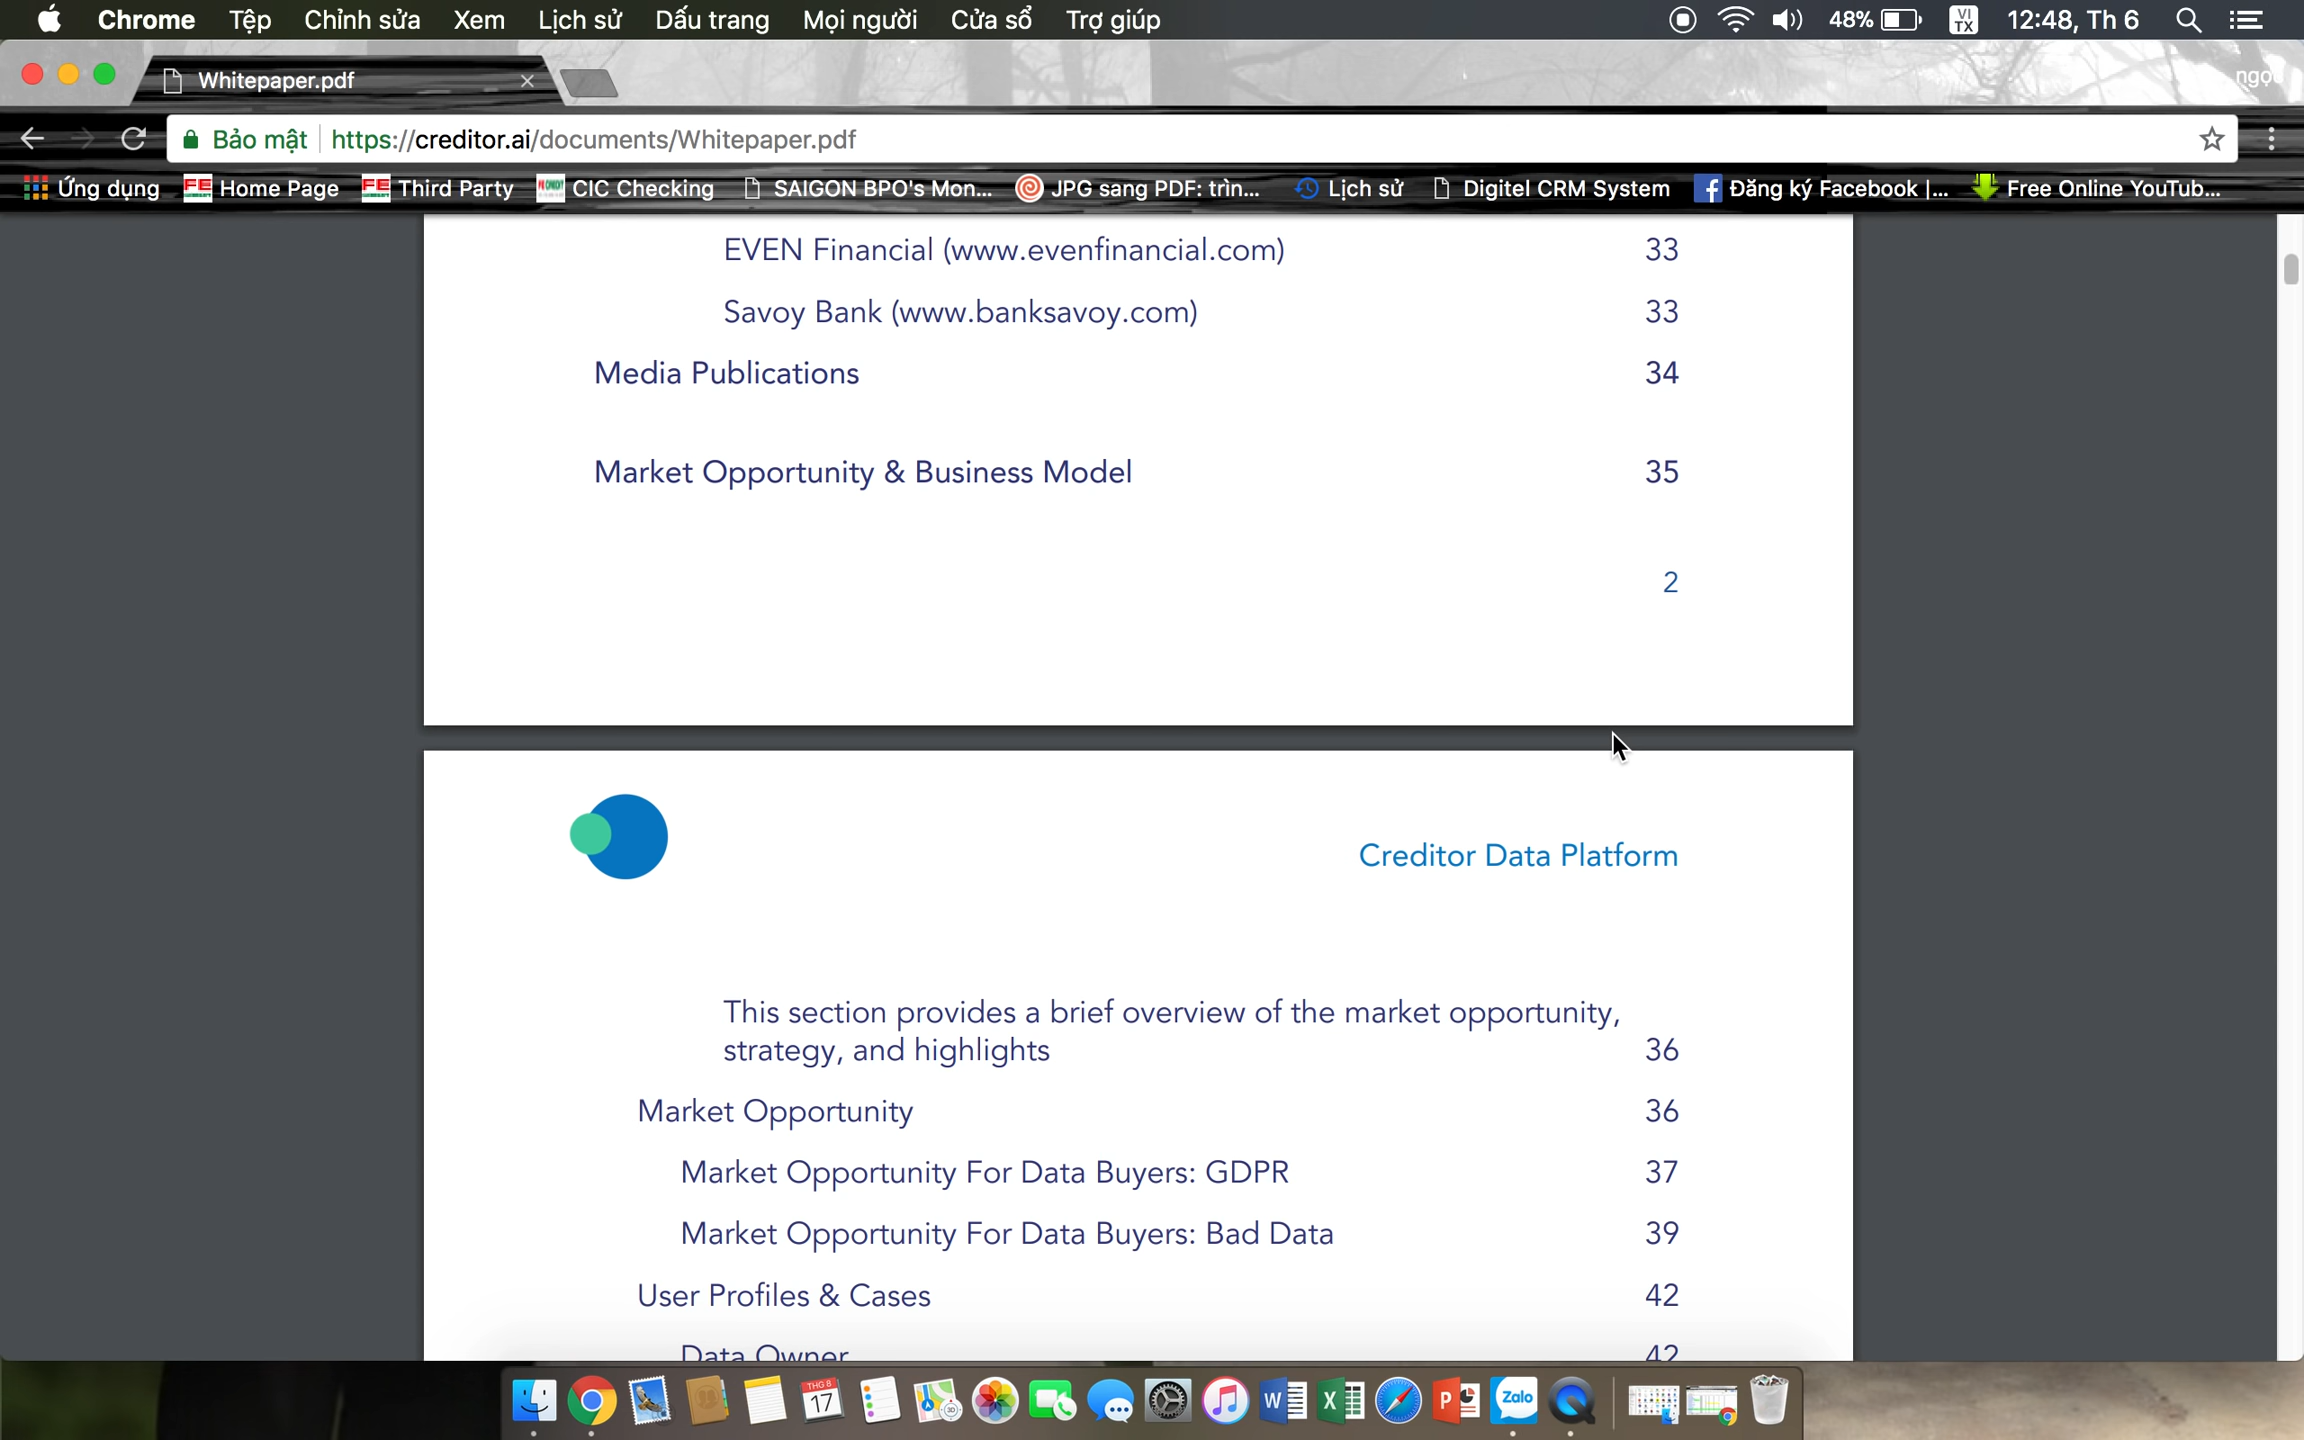 Chrome Tệp Chỉnh sửa Xem Lịch sử Dấu trang Mọi người Cửa sổ Trợ giúp 48% VI TX 12:48, Th 6
Whitepaper.pdf
Bảo mật https://creditor.ai/documents/Whitepaper.pdf
Ứng dụng Home Page Third Party CIC Checking SAIGON BPO's Mon... JPG sang PDF: trìn... Lịch sử Digitel CRM System Đăng ký Facebook |... Free Online YouTub...
EVEN Financial (www.evenfinancial.com) 33
Savoy Bank (www.banksavoy.com) 33
Media Publications 34
Market Opportunity & Business Model 35
2
Creditor Data Platform
This section provides a brief overview of the market opportunity,
strategy, and highlights 36
Market Opportunity 36
Market Opportunity For Data Buyers: GDPR 37
Market Opportunity For Data Buyers: Bad Data 39
User Profiles & Cases 42
Data Owner 42
THG 8
17
Zalo